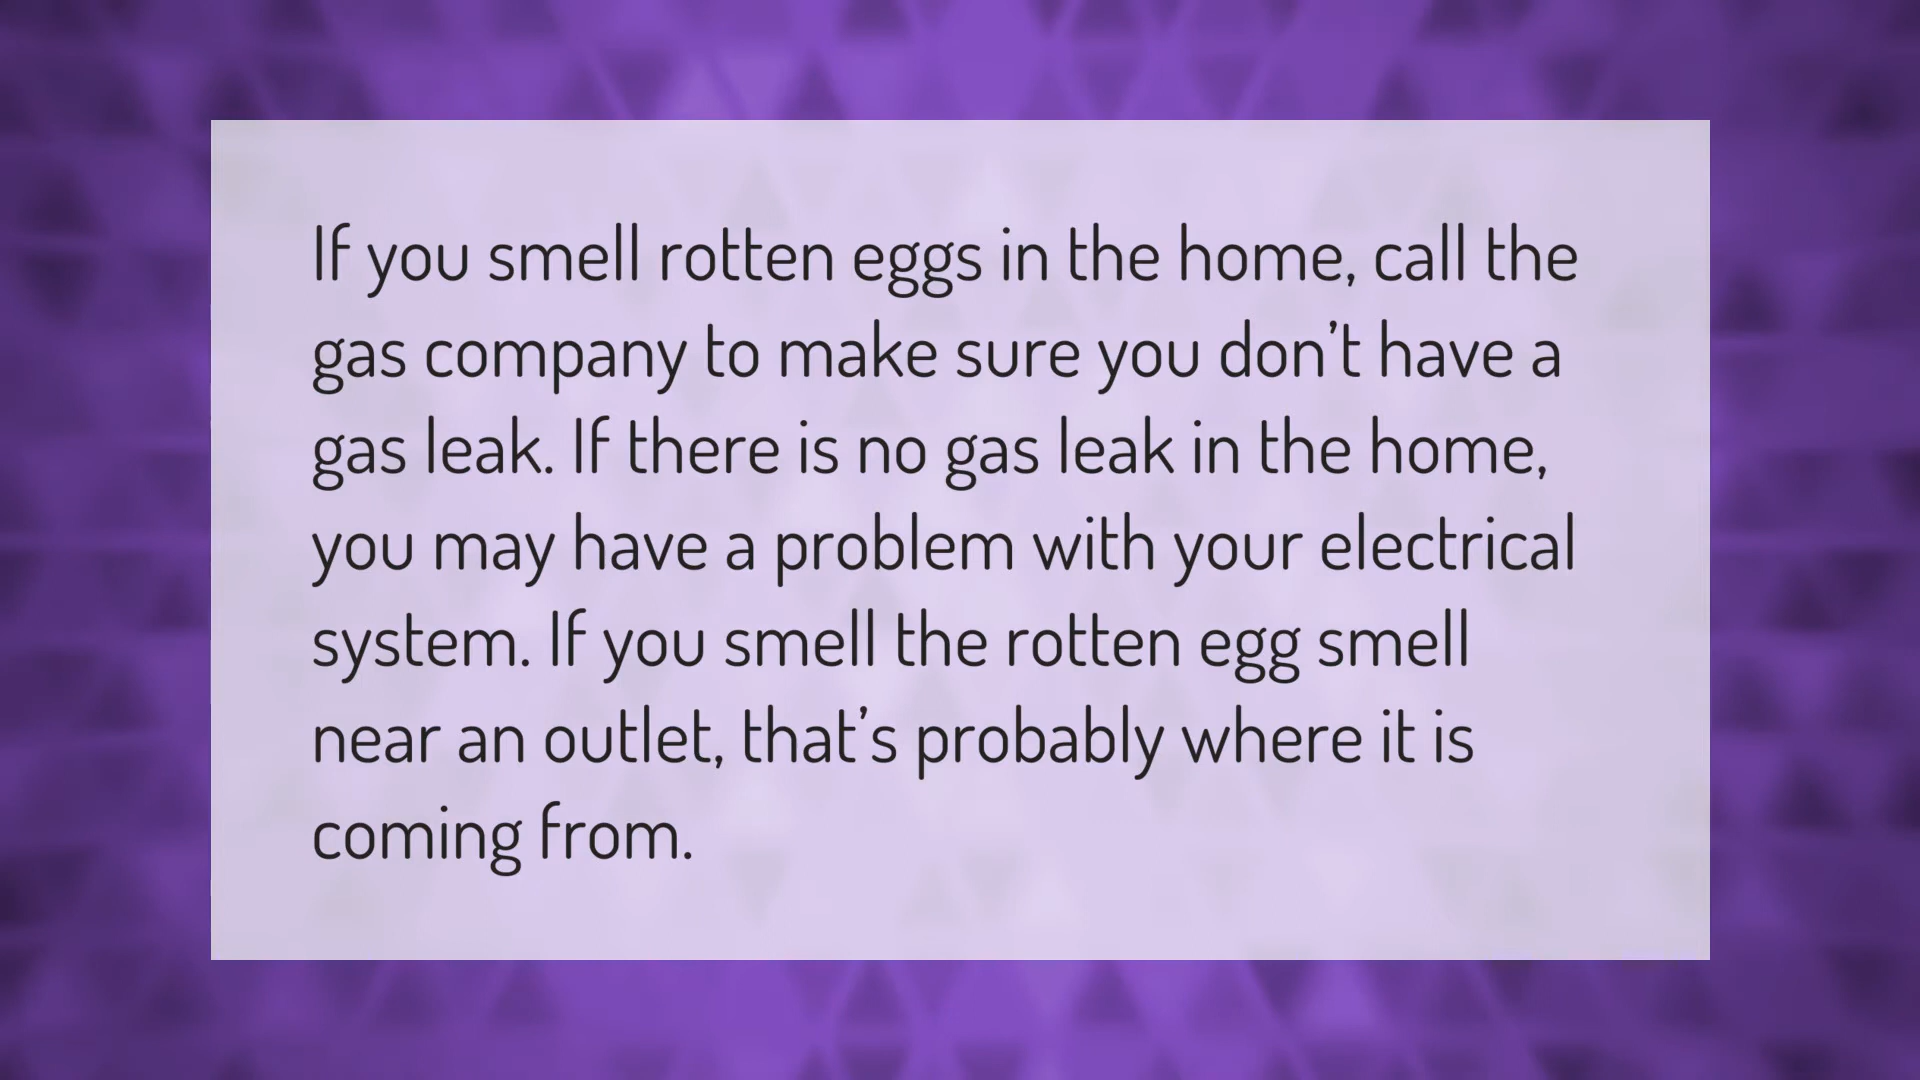 If you smell rotten eggs in the home, call the
gas company to make sure you don’t have a
gas leak. If there is no gas leak in the home,
you may have a problem with your electrical
system. If you smell the rotten egg smell
near an outlet, that’s probably where it is
coming from.